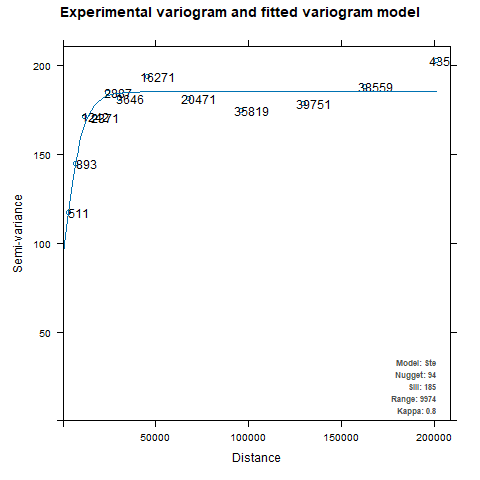 Experimental variogram and fitted variogram model
200
150
100
50
Semi-variance
435
16271
38559
2887
3646
20471
39751
35819
1242
2371
893
511
Model: Ste
Nugget: 94
Sill: 185
Range: 9974
Kappa: 0.8
50000 100000 150000 200000
Distance